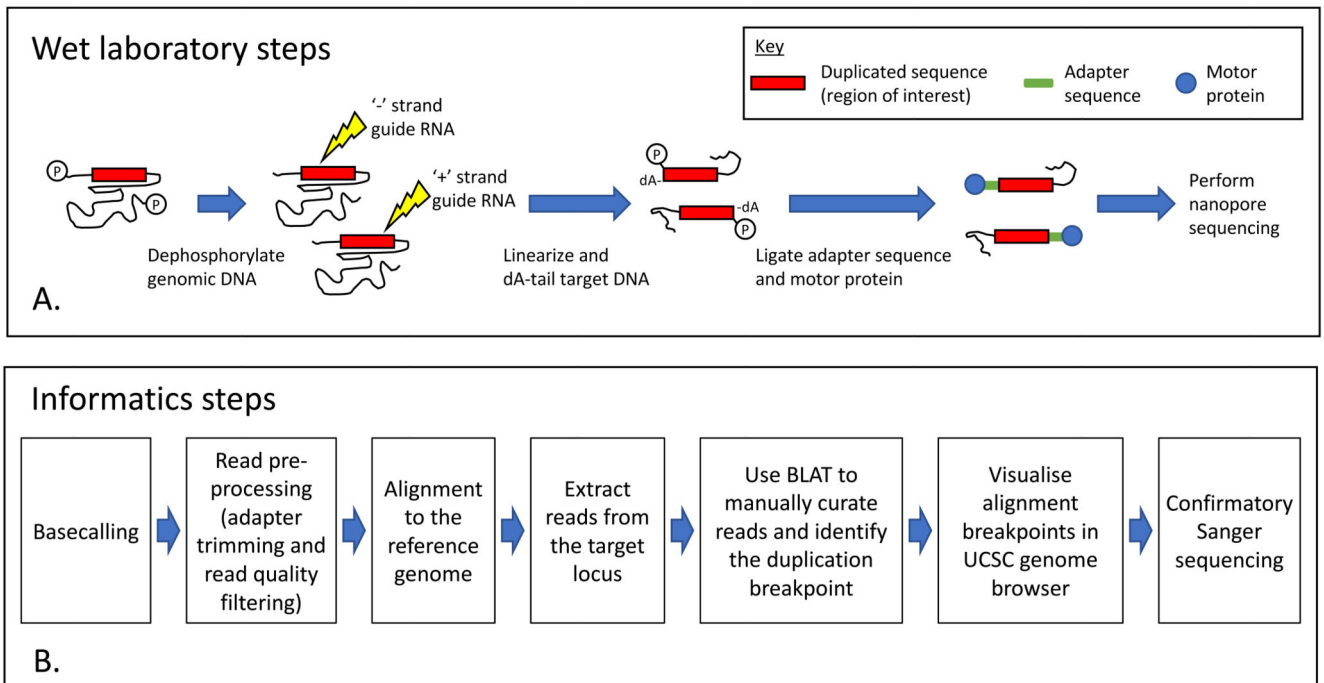 Wet laboratory steps
Key
Duplicated sequence
(region of interest)
Adapter
sequence
Motor
protein
‘-’ strand
guide RNA
‘+’ strand
guide RNA
P
P
P
dA-
-dA
P
Dephosphorylate
genomic DNA
Linearize and
dA-tail target DNA
Ligate adapter sequence
and motor protein
Perform
nanopore
sequencing
A.
Informatics steps
Basecalling
Read pre-
processing
(adapter
trimming and
read quality
filtering)
Alignment
to the
reference
genome
Extract
reads from
the target
locus
Use BLAT to
manually curate
reads and identify
the duplication
breakpoint
Visualise
alignment
breakpoints in
UCSC genome
browser
Confirmatory
Sanger
sequencing
B.